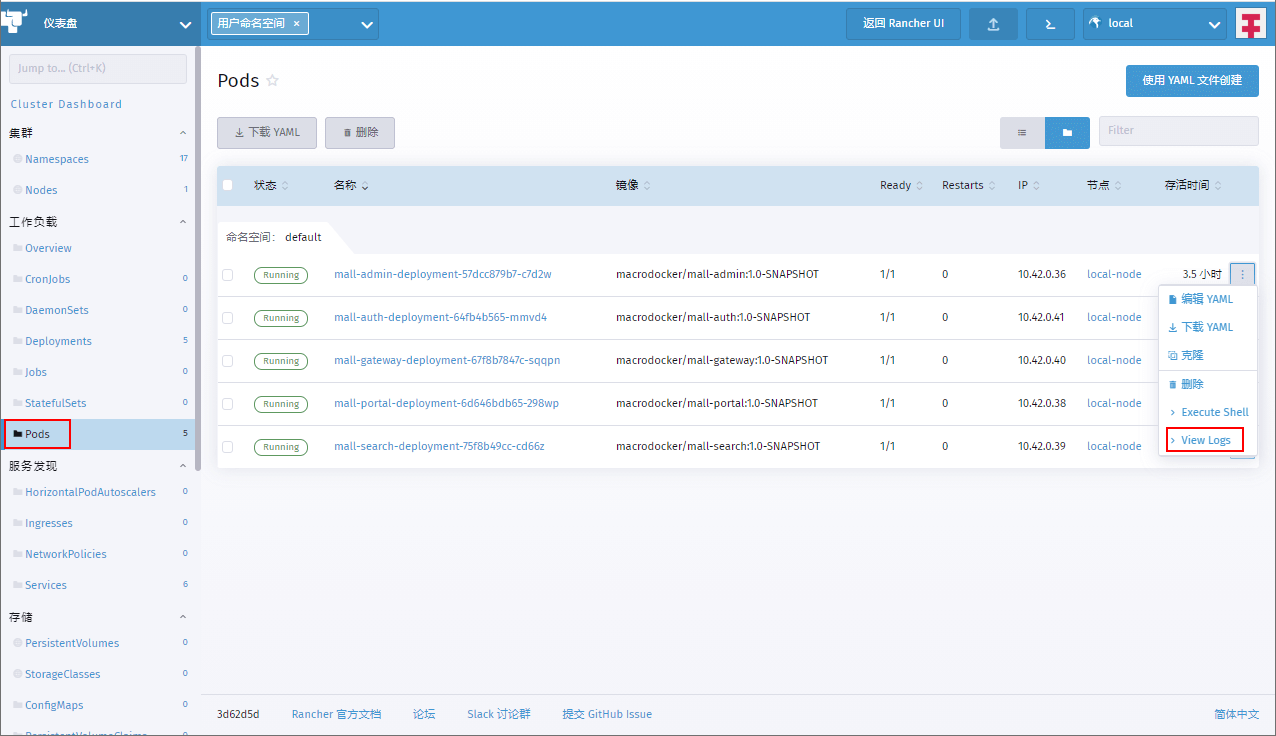 仪表盘
用户命名空间 ×
返回 Rancher UI
local
Jump to... (Ctrl+K)
Cluster Dashboard
集群
Namespaces 17
Nodes 1
工作负载
Overview
CronJobs 0
DaemonSets 0
Deployments 5
Jobs 0
StatefulSets 0
Pods 5
服务发现
HorizontalPodAutoscalers 0
Ingresses 0
NetworkPolicies 0
Services 6
存储
PersistentVolumes 0
StorageClasses 0
ConfigMaps 0
PersistentVolumeClaims 0
Pods
使用 YAML 文件创建
下载 YAML
删除
Filter
状态 名称 镜像 Ready Restarts IP 节点 存活时间
命名空间: default
Running mall-admin-deployment-57dcc879b7-c7d2w macrodocker/mall-admin:1.0-SNAPSHOT 1/1 0 10.42.0.36 local-node 3.5 小时
Running mall-auth-deployment-64fb4b565-mmvd4 macrodocker/mall-auth:1.0-SNAPSHOT 1/1 0 10.42.0.41 local-node
Running mall-gateway-deployment-67f8b7847c-sqqpn macrodocker/mall-gateway:1.0-SNAPSHOT 1/1 0 10.42.0.40 local-node
Running mall-portal-deployment-6d646bdb65-298wp macrodocker/mall-portal:1.0-SNAPSHOT 1/1 0 10.42.0.38 local-node
Running mall-search-deployment-75f8b49cc-cd66z macrodocker/mall-search:1.0-SNAPSHOT 1/1 0 10.42.0.39 local-node
编辑 YAML
下载 YAML
克隆
删除
Execute Shell
View Logs
3d62d5d Rancher 官方文档 论坛 Slack 讨论群 提交 GitHub Issue 简体中文